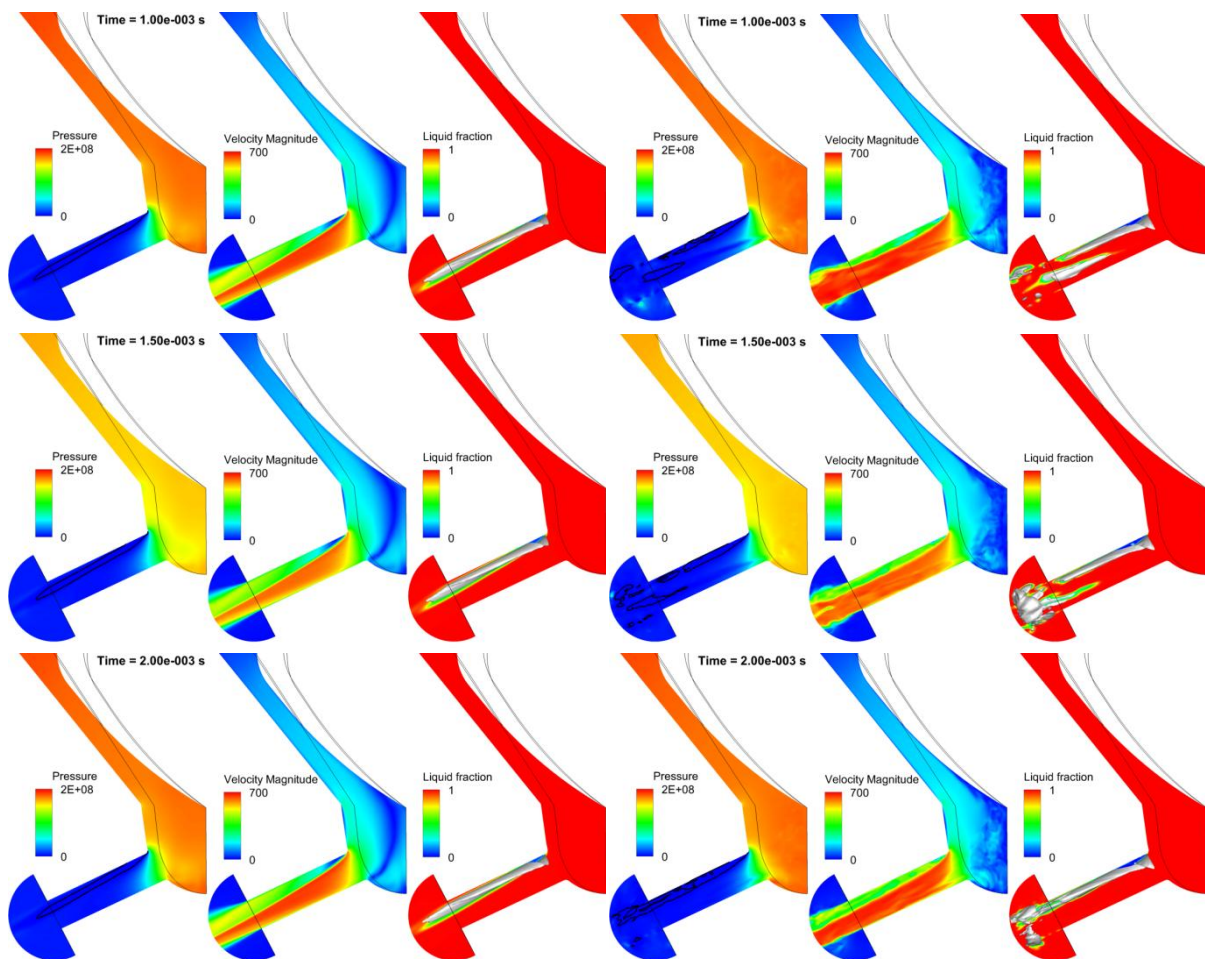 Time = 1.00e-003 s
Pressure
2E+08
0
Velocity Magnitude
700
0
Liquid fraction
1
0
Time = 1.00e-003 s
Pressure
2E+08
0
Velocity Magnitude
700
0
Liquid fraction
1
0
Time = 1.50e-003 s
Pressure
2E+08
0
Velocity Magnitude
700
0
Liquid fraction
1
0
Time = 1.50e-003 s
Pressure
2E+08
0
Velocity Magnitude
700
0
Liquid fraction
1
0
Time = 2.00e-003 s
Pressure
2E+08
0
Velocity Magnitude
700
0
Liquid fraction
1
0
Time = 2.00e-003 s
Pressure
2E+08
0
Velocity Magnitude
700
0
Liquid fraction
1
0